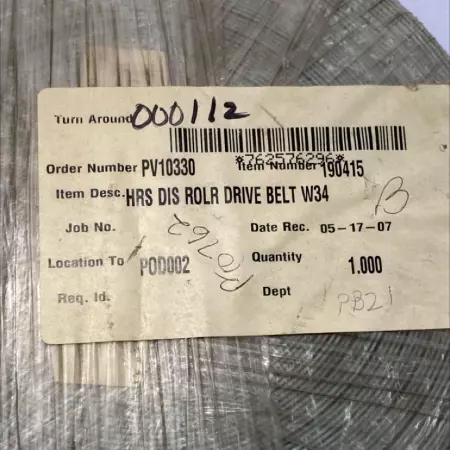 Turn Around 000112
*762576296*
Order Number PV10330 Item Number 190415
Item Desc. HRS DIS ROLR DRIVE BELT W34
B
Job No. Date Rec. 05-17-07
Location To POD002 Quantity 1.000
Req. Id. Dept PB21